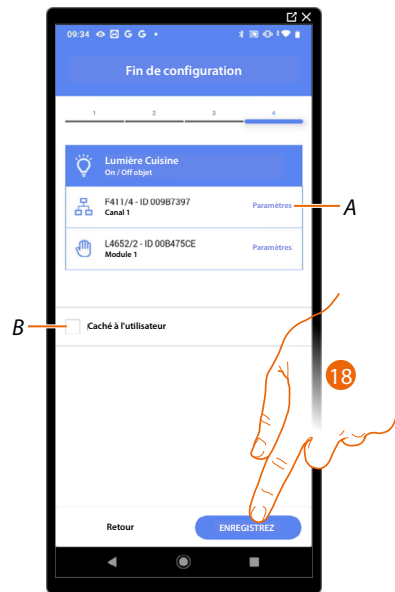 09:34 G G
Fin de configuration
1 2 3 4
Lumière Cuisine
On / Off objet
F411/4 - ID 009B7397
Canal 1
Paramètres
A
L4652/2 - ID 00B475CE
Module 1
Paramètres
B
Caché à l'utilisateur
18
Retour
ENREGISTREZ